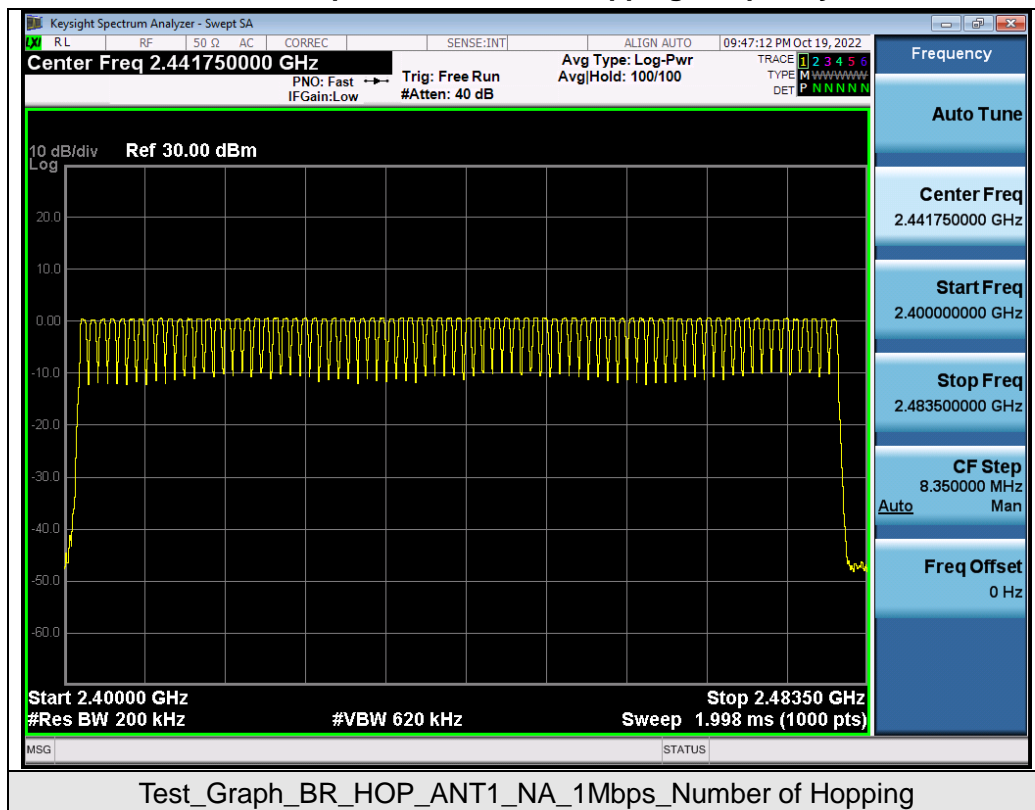 Keysight Spectrum Analyzer - Swept SA
LXI RL RF 50 Ω AC CORREC SENSE:INT ALIGN AUTO 09:47:12 PM Oct 19, 2022
Center Freq 2.441750000 GHz
PNO: Fast
IFGain:Low
Trig: Free Run
#Atten: 40 dB
Avg Type: Log-Pwr
Avg|Hold: 100/100
TRACE 1 2 3 4 5 6
TYPE M WWWWW
DET P N N N N N
10 dB/div Ref 30.00 dBm
Log
20.0
10.0
0.00
-10.0
-20.0
-30.0
-40.0
-50.0
-60.0
Start 2.40000 GHz Stop 2.48350 GHz
#Res BW 200 kHz #VBW 620 kHz Sweep 1.998 ms (1000 pts)
MSG STATUS
Frequency
Auto Tune
Center Freq
2.441750000 GHz
Start Freq
2.400000000 GHz
Stop Freq
2.483500000 GHz
CF Step
8.350000 MHz
Auto Man
Freq Offset
0 Hz
Test_Graph_BR_HOP_ANT1_NA_1Mbps_Number of Hopping